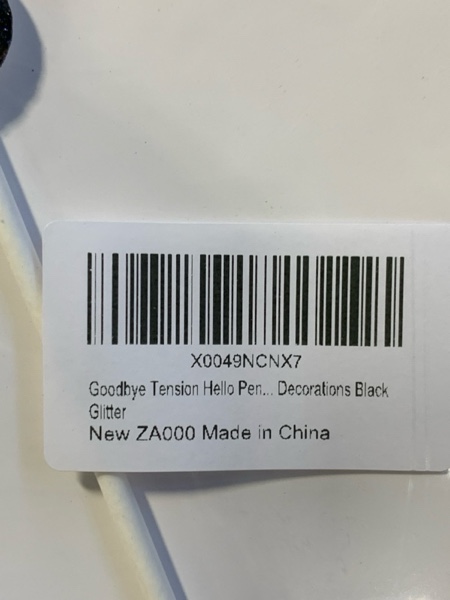 X0049NCNX7
Goodbye Tension Hello Pen... Decorations Black
Glitter
New ZA000 Made in China